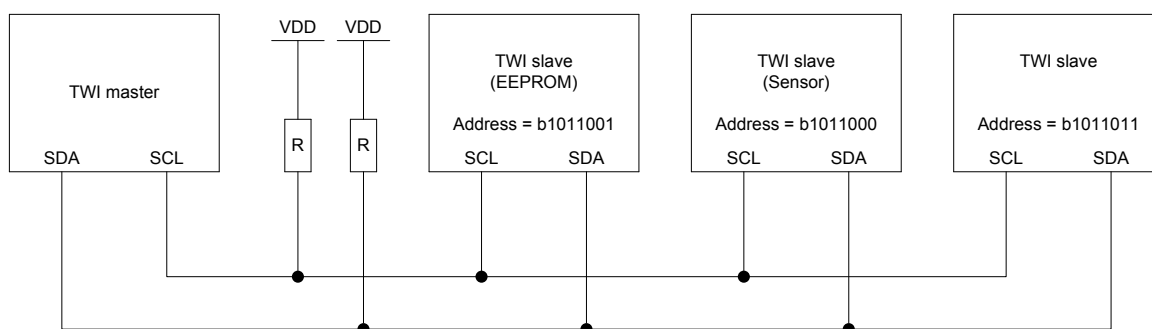 TWI master
SDA
SCL
VDD
VDD
R
R
TWI slave
(EEPROM)
Address = b1011001
SCL
SDA
TWI slave
(Sensor)
Address = b1011000
SCL
SDA
TWI slave
Address = b1011011
SCL
SDA